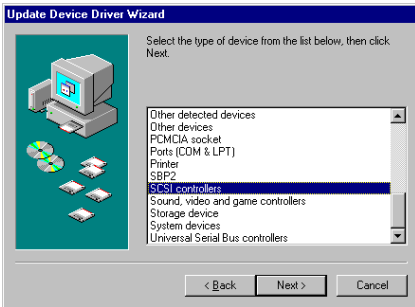 Update Device Driver Wizard
Select the type of device from the list below, then click
Next.
Other detected devices
Other devices
PCMCIA socket
Ports (COM & LPT)
Printer
SBP2
SCSI controllers
Sound, video and game controllers
Storage device
System devices
Universal Serial Bus controllers
< Back Next > Cancel